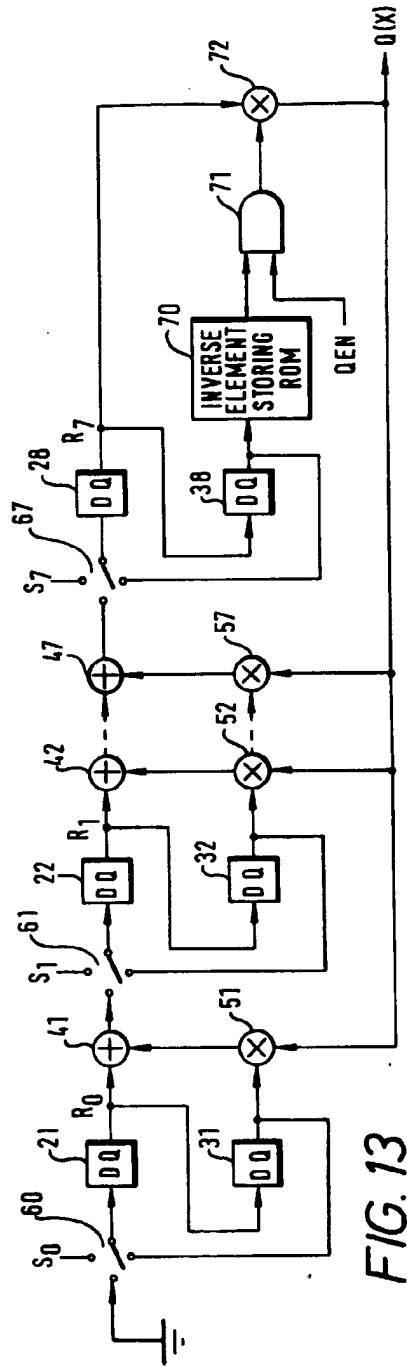 S0
60
21
D Q
R0
31
D Q
41
51
S1
61
22
D Q
R1
32
D Q
42
52
47
57
S7
67
28
D Q
R7
38
D Q
70
INVERSE
ELEMENT
STORING
ROM
71
QEN
72
Q(X)
FIG. 13